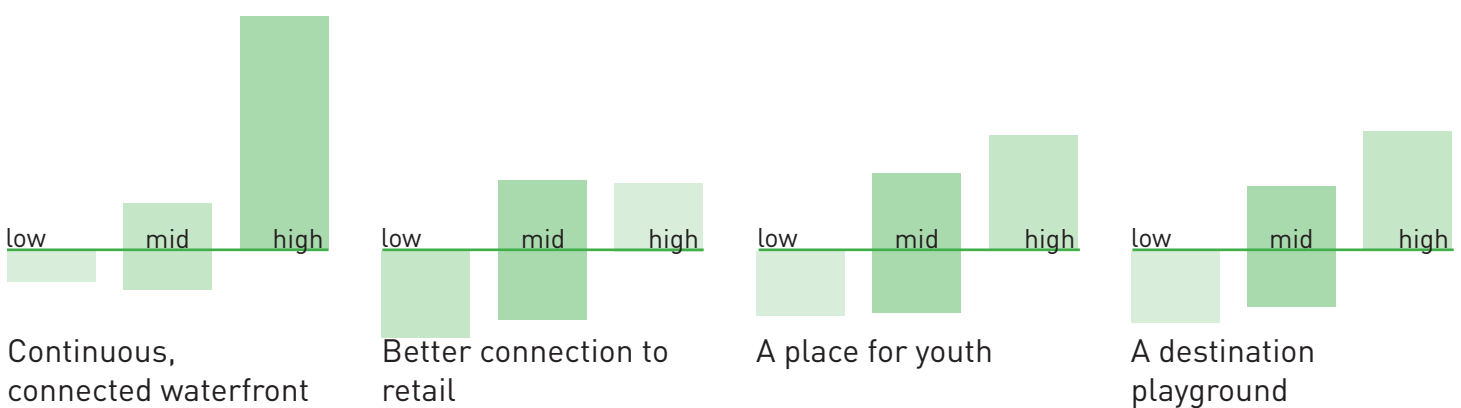 low mid high
low mid high
low mid high
low mid high
Continuous,
connected waterfront
Better connection to
retail
A place for youth
A destination
playground